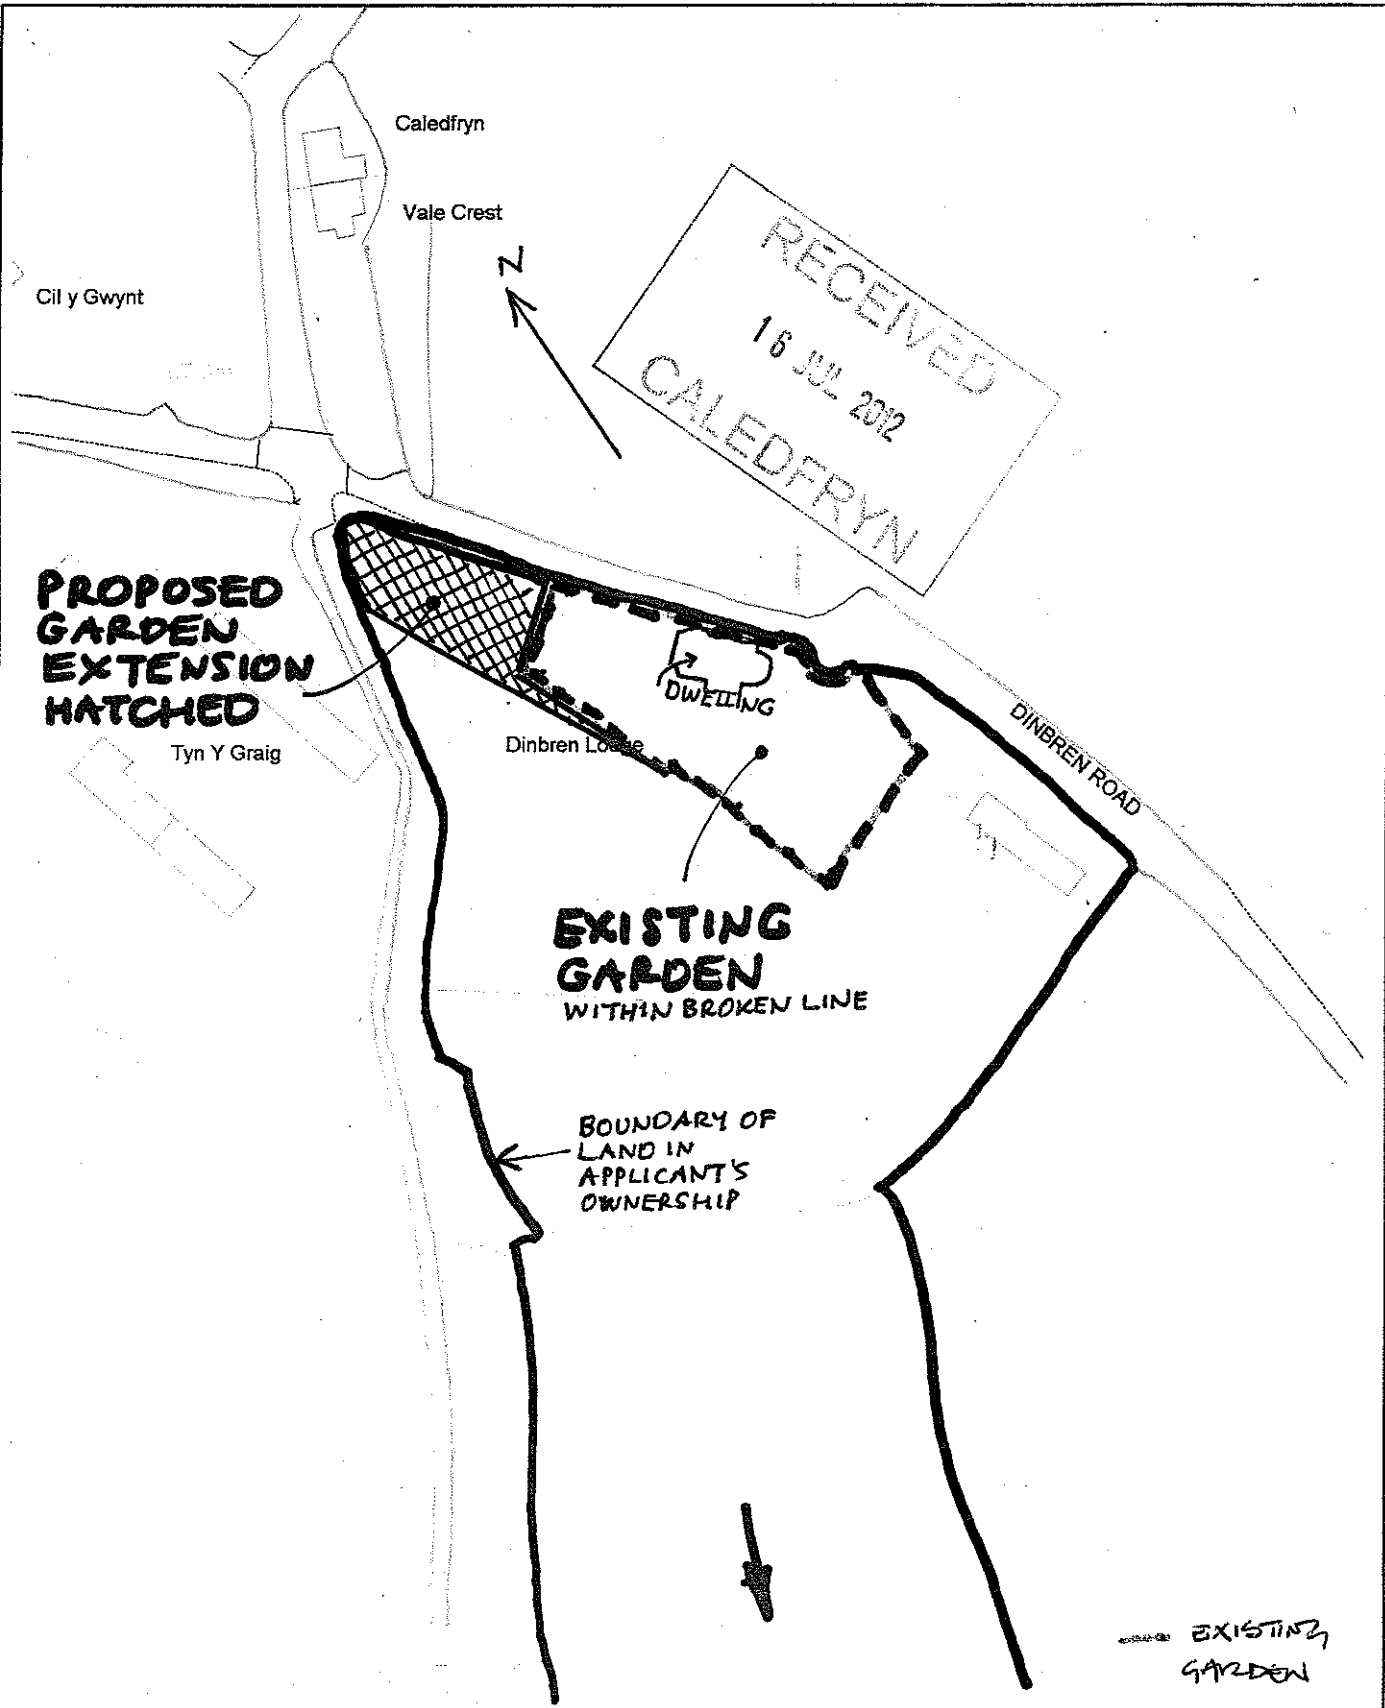 Caledfryn
Vale Crest
N
Cil y Gwynt
RECEIVED
16 JUL 2012
CALEDFRYN
PROPOSED
GARDEN
EXTENSION
HATCHED
Tyn Y Graig
DWELLING
Dinbren Lodge
DINBREN ROAD
EXISTING
GARDEN
WITHIN BROKEN LINE
BOUNDARY OF
LAND IN
APPLICANT'S
OWNERSHIP
EXISTING
GARDEN